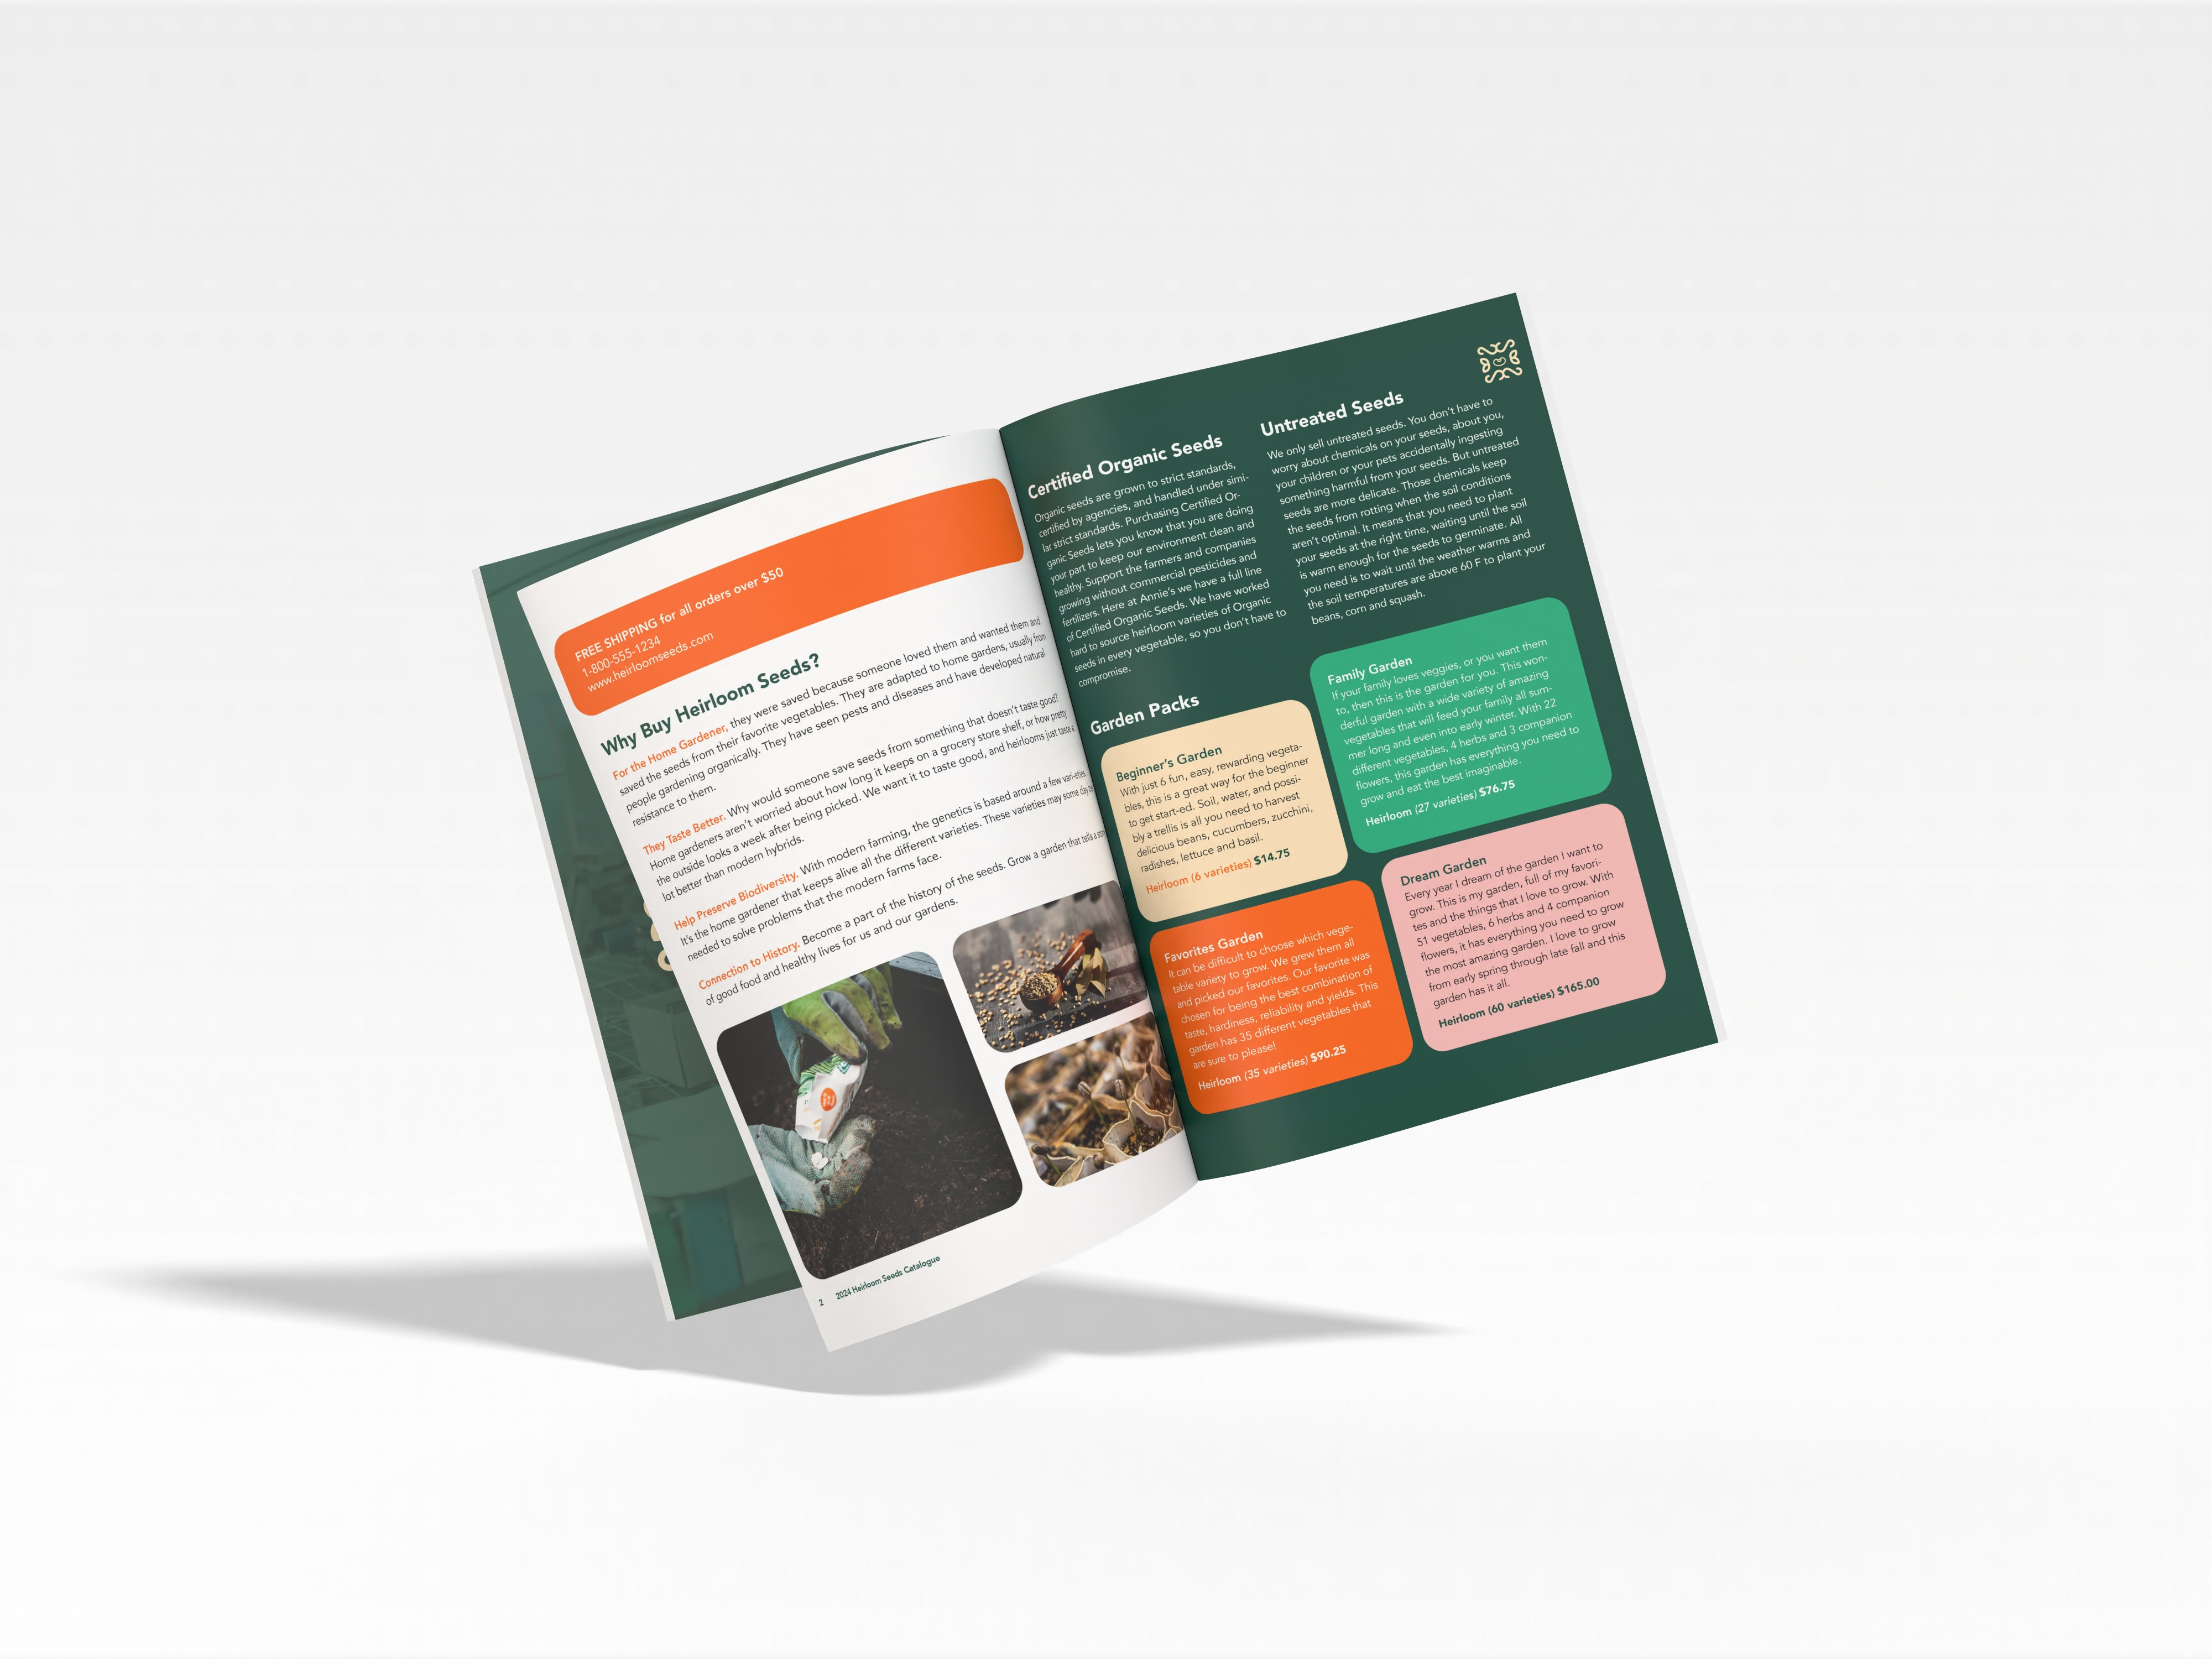 FREE SHIPPING for all orders over $50
1-800-555-1234
www.heirloomseeds.com
Why Buy Heirloom Seeds?
For the Home Gardener, they were saved because someone loved them and wanted them and
saved the seeds from their favorite vegetables. They are adapted to home gardens, usually from
people gardening organically. They have seen pests and diseases and have developed natural
resistance to them.
They Taste Better. Why would someone save seeds from something that doesn't taste good?
Home gardeners aren't worried about how long it keeps on a grocery store shelf, or how pretty
the outside looks a week after being picked. We want it to taste good, and heirlooms just taste a
lot better than modern hybrids.
Help Preserve Biodiversity. With modern farming, the genetics is based around a few vari-eties.
It's the home gardener that keeps alive all the different varieties. These varieties may some day be
needed to solve problems that the modern farms face.
Connection to History. Become a part of the history of the seeds. Grow a garden that tells a
of good food and healthy lives for us and our gardens.
2 2024 Heirloom Seeds Catalogue
Certified Organic Seeds
Organic seeds are grown to strict standards,
certified by agencies, and handled under simi-
lar strict standards. Purchasing Certified Or-
ganic Seeds lets you know that you are doing
your part to keep our environment clean and
healthy. Support the farmers and companies
growing without commercial pesticides and
fertilizers. Here at Annie's we have a full line
of Certified Organic Seeds. We have worked
hard to source heirloom varieties of Organic
seeds in every vegetable, so you don't have to
compromise.
Untreated Seeds
We only sell untreated seeds. You don't have to
worry about chemicals on your seeds, about you,
your children or your pets accidentally ingesting
something harmful from your seeds. But untreated
seeds are more delicate. Those chemicals keep
the seeds from rotting when the soil conditions
aren't optimal. It means that you need to plant
your seeds at the right time, waiting until the soil
is warm enough for the seeds to germinate. All
you need is to wait until the weather warms and
the soil temperatures are above 60 F to plant your
beans, corn and squash.
Garden Packs
Beginner's Garden
With just 6 fun, easy, rewarding vegeta-
bles, this is a great way for the beginner
to get start-ed. Soil, water, and possi-
bly a trellis is all you need to harvest
delicious beans, cucumbers, zucchini,
radishes, lettuce and basil.
Heirloom (6 varieties) $14.75
Family Garden
If your family loves veggies, or you want them
to, then this is the garden for you. This won-
derful garden with a wide variety of amazing
vegetables that will feed your family all sum-
mer long and even into early winter. With 22
different vegetables, 4 herbs and 3 companion
flowers, this garden has everything you need to
grow and eat the best imaginable.
Heirloom (27 varieties) $76.75
Favorites Garden
It can be difficult to choose which vege-
table variety to grow. We grew them all
and picked our favorites. Our favorite was
chosen for being the best combination of
taste, hardiness, reliability and yields. This
garden has 35 different vegetables that
are sure to please!
Heirloom (35 varieties) $90.25
Dream Garden
Every year I dream of the garden I want to
grow. This is my garden, full of my favori-
tes and the things that I love to grow. With
51 vegetables, 6 herbs and 4 companion
flowers, it has everything you need to grow
the most amazing garden. I love to grow
from early spring through late fall and this
garden has it all.
Heirloom (60 varieties) $165.00